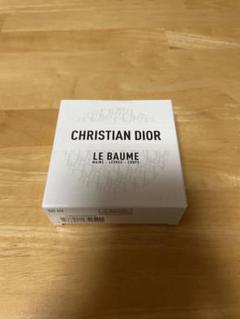 CHRISTIAN DIOR
LE BAUME
MAINS - LÈVRES - CORPS